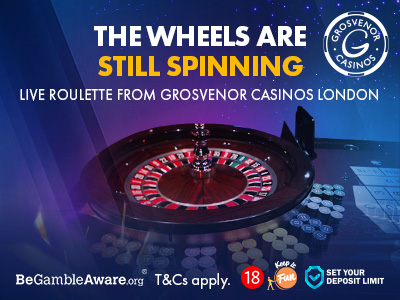 THE WHEELS ARE
STILL SPINNING
GROSVENOR
G
CASINOS
LIVE ROULETTE FROM GROSVENOR CASINOS LONDON
BeGambleAware.org®
T&Cs apply.
18
Keep it
Fun
SET YOUR
DEPOSIT LIMIT